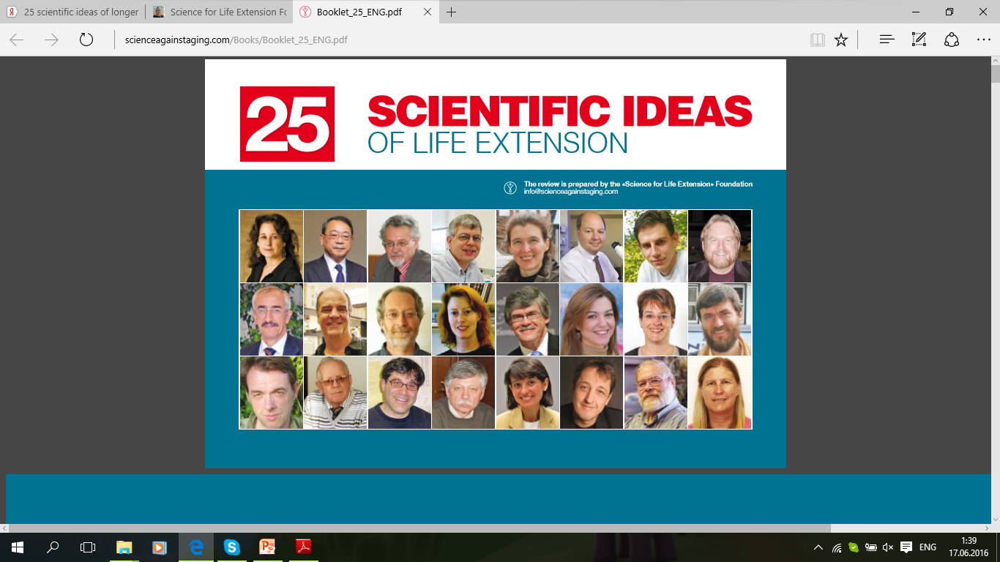 25 scientific ideas of longer
Science for Life Extension Fo
Booklet_25_ENG.pdf
scienceagainstaging.com/Books/Booklet_25_ENG.pdf
25
SCIENTIFIC IDEAS
OF LIFE EXTENSION
The review is prepared by the «Science for Life Extension» Foundation
info@scienceagainstaging.com
ENG
1:39
17.06.2016